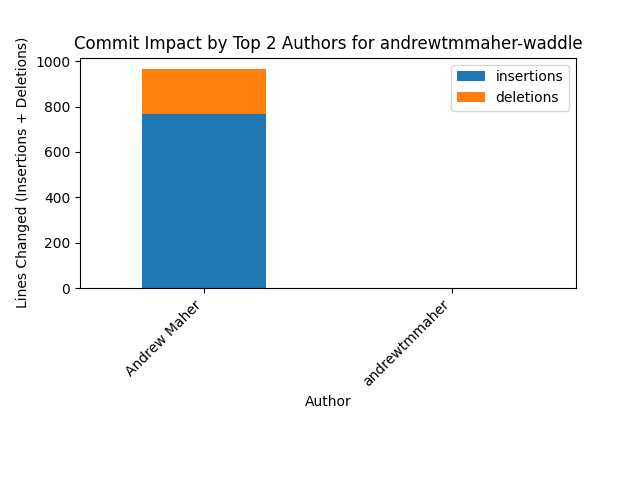 Commit Impact by Top 2 Authors for andrewtmmaher-waddle
Lines Changed (Insertions + Deletions)
1000
800
600
400
200
0
insertions
deletions
Andrew Maher
andrewtmmaher
Author